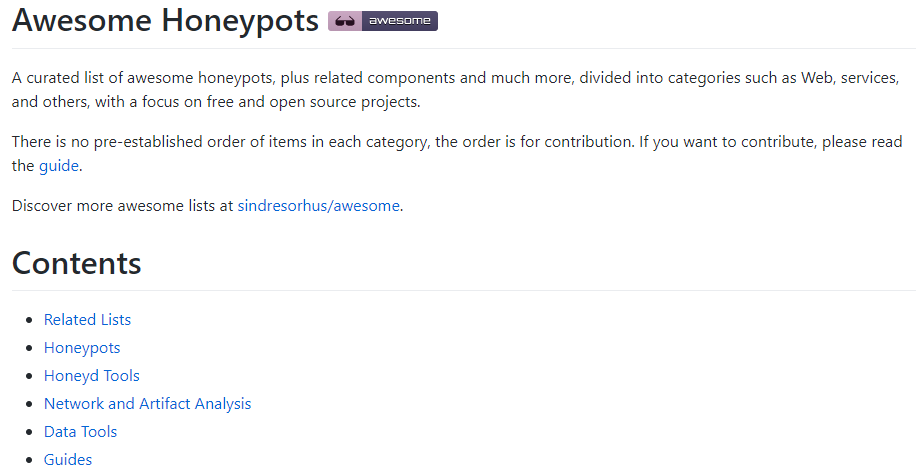 Awesome Honeypots awesome
A curated list of awesome honeypots, plus related components and much more, divided into categories such as Web, services,
and others, with a focus on free and open source projects.
There is no pre-established order of items in each category, the order is for contribution. If you want to contribute, please read
the guide.
Discover more awesome lists at sindresorhus/awesome.
Contents
Related Lists
Honeypots
Honeyd Tools
Network and Artifact Analysis
Data Tools
Guides